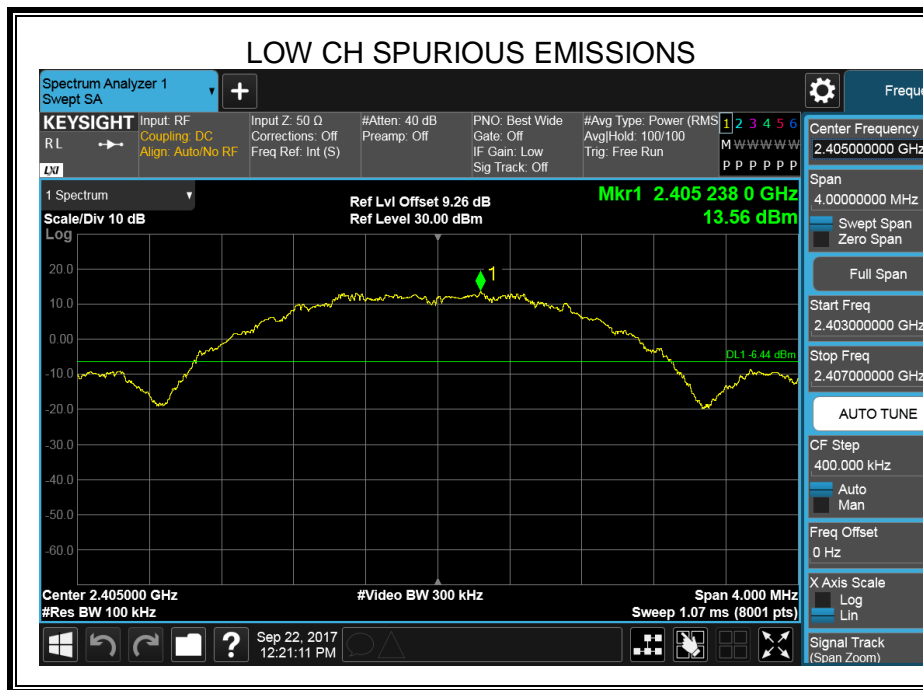 LOW CH SPURIOUS EMISSIONS
Spectrum Analyzer 1
Swept SA
+
Freque
KEYSIGHT
RL
LXI
Input: RF
Coupling: DC
Align: Auto/No RF
Input Z: 50 Ω
Corrections: Off
Freq Ref: Int (S)
#Atten: 40 dB
Preamp: Off
PNO: Best Wide
Gate: Off
IF Gain: Low
Sig Track: Off
#Avg Type: Power (RMS
Avg|Hold: 100/100
Trig: Free Run
1 2 3 4 5 6
M W W W W W
P P P P P P
Center Frequency
2.405000000 GHz
Span
4.00000000 MHz
Swept Span
Zero Span
Full Span
Start Freq
2.403000000 GHz
Stop Freq
2.407000000 GHz
AUTO TUNE
CF Step
400.000 kHz
Auto
Man
Freq Offset
0 Hz
X Axis Scale
Log
Lin
Signal Track
(Span Zoom)
1 Spectrum
Scale/Div 10 dB
Log
Ref Lvl Offset 9.26 dB
Ref Level 30.00 dBm
Mkr1 2.405 238 0 GHz
13.56 dBm
1
20.0
10.0
0.00
-10.0
-20.0
-30.0
-40.0
-50.0
-60.0
DL1 -6.44 dBm
Center 2.405000 GHz
#Res BW 100 kHz
#Video BW 300 kHz
Span 4.000 MHz
Sweep 1.07 ms (8001 pts)
?
Sep 22, 2017
12:21:11 PM